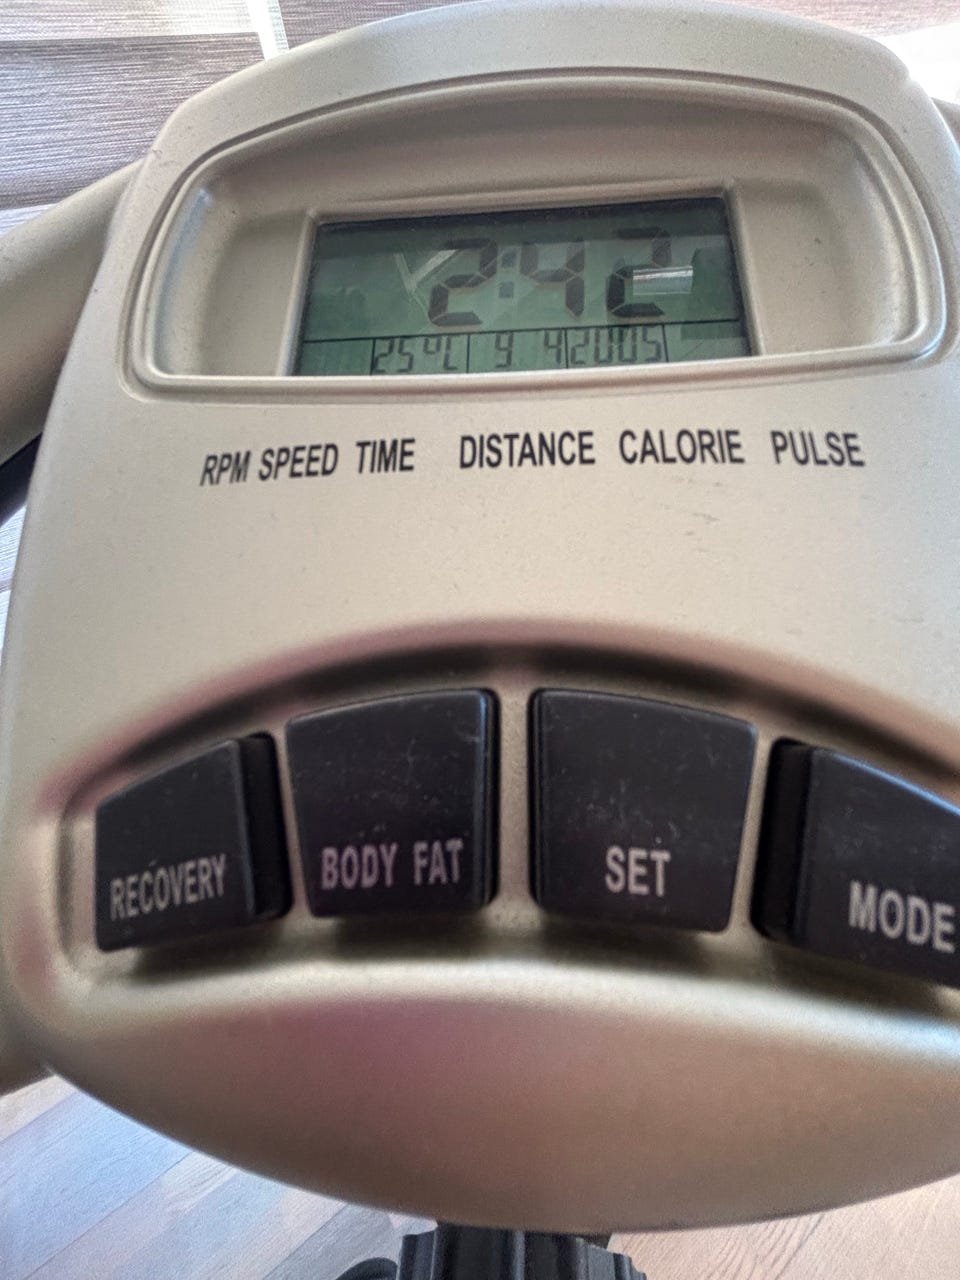 2:42
25°C 9 4 2005
RPM SPEED TIME DISTANCE CALORIE PULSE
RECOVERY BODY FAT SET MODE